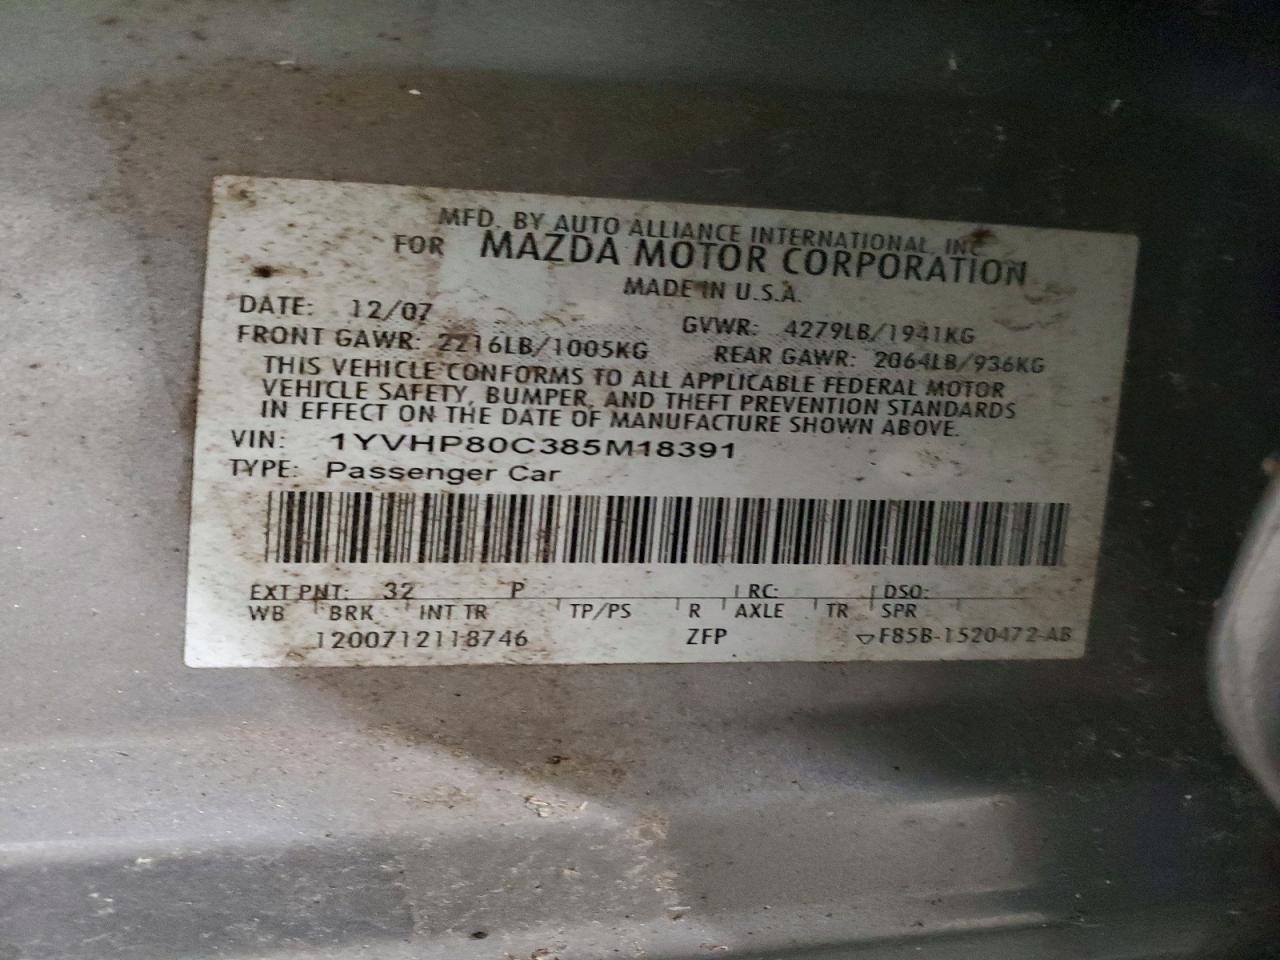 MFD. BY AUTO ALLIANCE INTERNATIONAL, INC.
FOR MAZDA MOTOR CORPORATION
MADE IN U.S.A.
DATE: 12/07 GVWR: 4279LB/1941KG
FRONT GAWR: 2216LB/1005KG REAR GAWR: 2064LB/936KG
THIS VEHICLE CONFORMS TO ALL APPLICABLE FEDERAL MOTOR
VEHICLE SAFETY, BUMPER, AND THEFT PREVENTION STANDARDS
IN EFFECT ON THE DATE OF MANUFACTURE SHOWN ABOVE.
VIN: 1YVHP80C385M18391
TYPE: Passenger Car
EXT PNT: 32 P RC: DSO:
WB BRK INT TR TP/PS R AXLE TR SPR
1200712118746 ZFP ▽F85B-1520472-AB